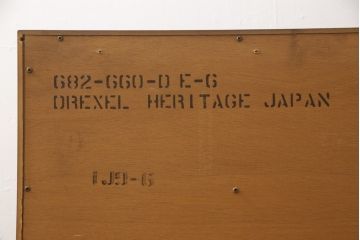 682-660-D E-6
DREXEL HERITAGE JAPAN
1J9-6